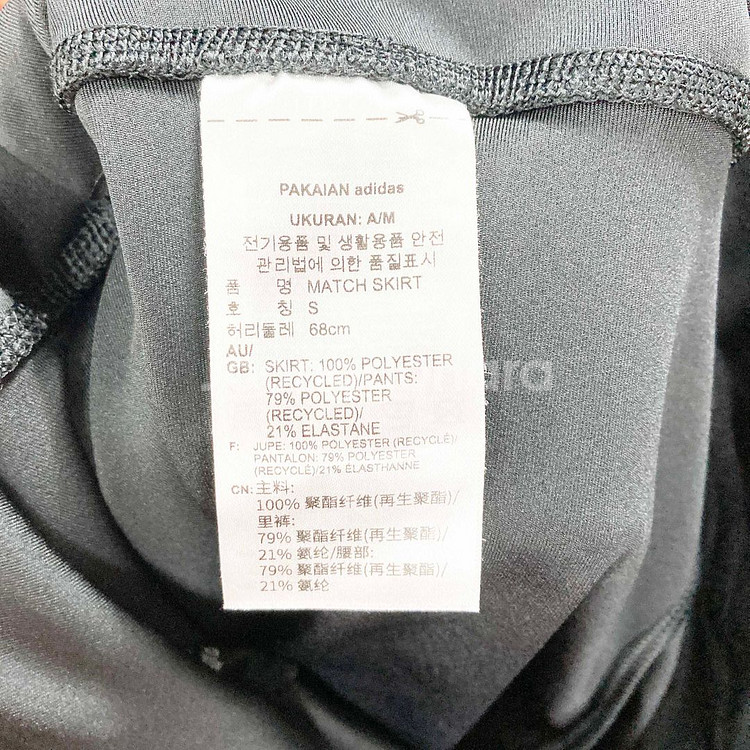 PAKAIAN adidas
UKURAN: A/M
전기용품 및 생활용품 안전
관리법에 의한 품질표시
품 명 MATCH SKIRT
호 칭 S
허리둘레 68cm
AU/
GB: SKIRT: 100% POLYESTER
(RECYCLED)/PANTS:
79% POLYESTER
(RECYCLED)/
21% ELASTANE
F: JUPE: 100% POLYESTER (RECYCLÉ)/
PANTALON: 79% POLYESTER
(RECYCLÉ)/21% ÉLASTHANNE
CN: 主料:
100% 聚酯纤维(再生聚酯)/
里裤:
79% 聚酯纤维(再生聚酯)/
21% 氨纶/腰部:
79% 聚酯纤维(再生聚酯)/
21% 氨纶